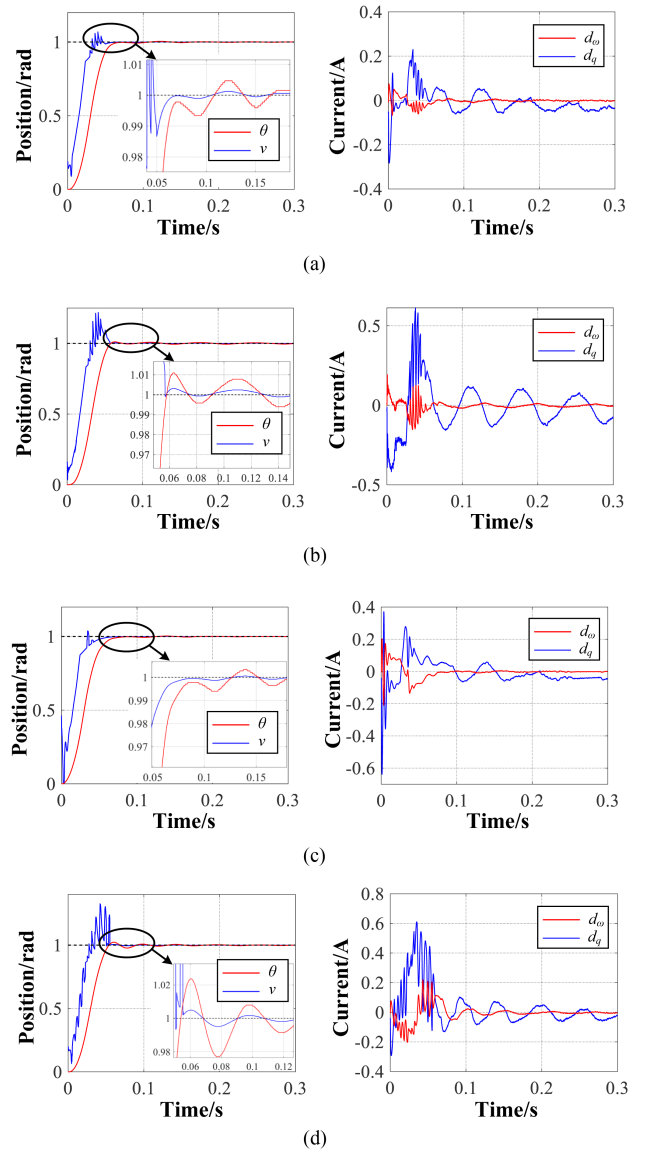 Position/rad
1
0.5
0
0 0.1 0.2 0.3
Time/s
1.01
1
0.99
0.98
0.05 0.1 0.15
θ
v
Current/A
0.4
0.2
0
-0.2
-0.4
0 0.1 0.2 0.3
Time/s
dω
dq
(a)
Position/rad
1
0.5
0
0 0.1 0.2 0.3
Time/s
1.01
1
0.99
0.98
0.97
0.06 0.08 0.1 0.12 0.14
θ
v
Current/A
0.5
0
-0.5
0 0.1 0.2 0.3
Time/s
dω
dq
(b)
Position/rad
1
0.5
0
0 0.1 0.2 0.3
Time/s
1
0.99
0.98
0.97
0.05 0.1 0.15
θ
v
Current/A
0.4
0.2
0
-0.2
-0.4
-0.6
0 0.1 0.2 0.3
Time/s
dω
dq
(c)
Position/rad
1
0.5
0
0 0.1 0.2 0.3
Time/s
1.02
1
0.98
0.06 0.08 0.1 0.12
θ
v
Current/A
0.8
0.6
0.4
0.2
0
-0.2
-0.4
0 0.1 0.2 0.3
Time/s
dω
dq
(d)